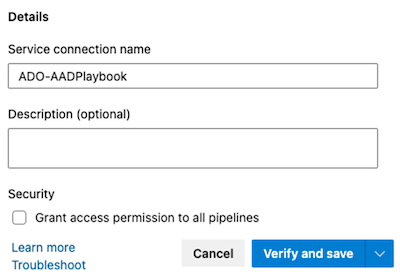 Details
Service connection name
ADO-AADPlaybook
Description (optional)
Security
Grant access permission to all pipelines
Learn more
Troubleshoot
Cancel
Verify and save